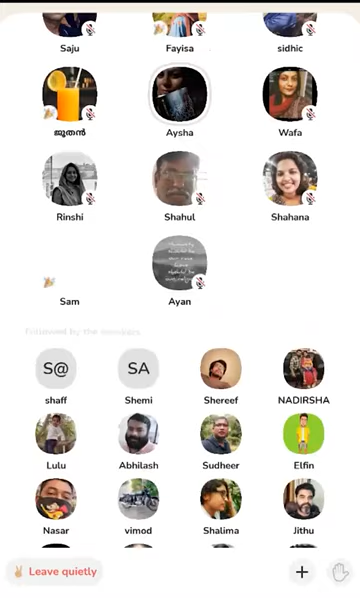 Saju
Fayisa
sidhic
ജൂതൻ
Aysha
Wafa
Rinshi
Shahul
Shahana
Sam
Ayan
Followed by the speakers
S@
SA
shaff
Shemi
Shereef
NADIRSHA
Lulu
Abhilash
Sudheer
Elfin
Nasar
vimod
Shalima
Jithu
Leave quietly